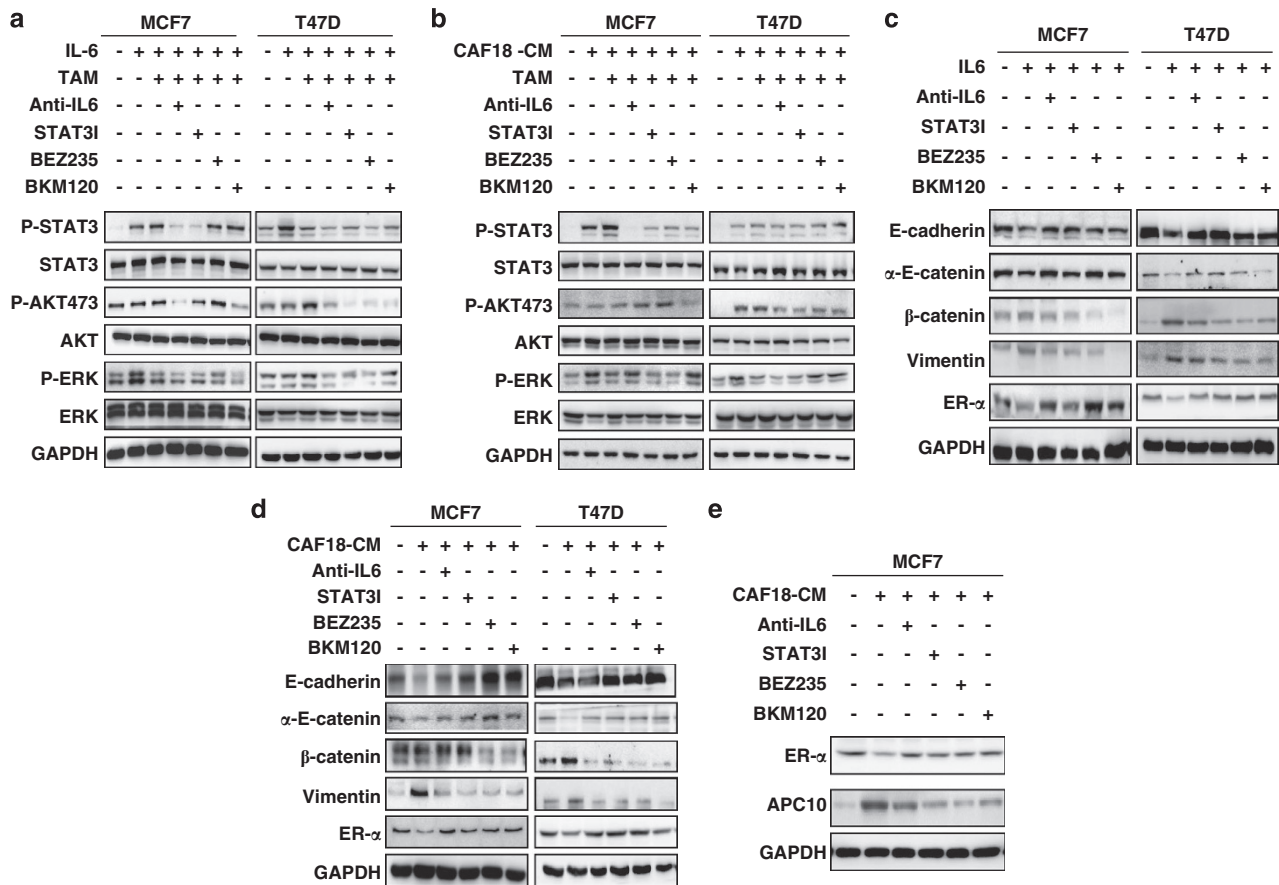 a
MCF7 T47D
IL-6 - + + + + + + - + + + + + +
TAM - - + + + + + - - + + + + +
Anti-IL6 - - - + - - - - - - + - - -
STAT3I - - - - + - - - - - - + - -
BEZ235 - - - - - + - - - - - - + -
BKM120 - - - - - - + - - - - - - +
P-STAT3
STAT3
P-AKT473
AKT
P-ERK
ERK
GAPDH
b
MCF7 T47D
CAF18 -CM - + + + + + + - + + + + + +
TAM - - + + + + + - - + + + + +
Anti-IL6 - - - + - - - - - - + - - -
STAT3I - - - - + - - - - - - + - -
BEZ235 - - - - - + - - - - - - + -
BKM120 - - - - - - + - - - - - - +
P-STAT3
STAT3
P-AKT473
AKT
P-ERK
ERK
GAPDH
c
MCF7 T47D
IL6 - + + + + + - + + + + +
Anti-IL6 - - + - - - - - + - - -
STAT3I - - - + - - - - - + - -
BEZ235 - - - - + - - - - - + -
BKM120 - - - - - + - - - - - +
E-cadherin
α-E-catenin
β-catenin
Vimentin
ER-α
GAPDH
d
MCF7 T47D
CAF18-CM - + + + + + - + + + + +
Anti-IL6 - - + - - - - - + - - -
STAT3I - - - + - - - - - + - -
BEZ235 - - - - + - - - - - + -
BKM120 - - - - - + - - - - - +
E-cadherin
α-E-catenin
β-catenin
Vimentin
ER-α
GAPDH
e
MCF7
CAF18-CM - + + + + +
Anti-IL6 - - + - - -
STAT3I - - - + - -
BEZ235 - - - - + -
BKM120 - - - - - +
ER-α
APC10
GAPDH